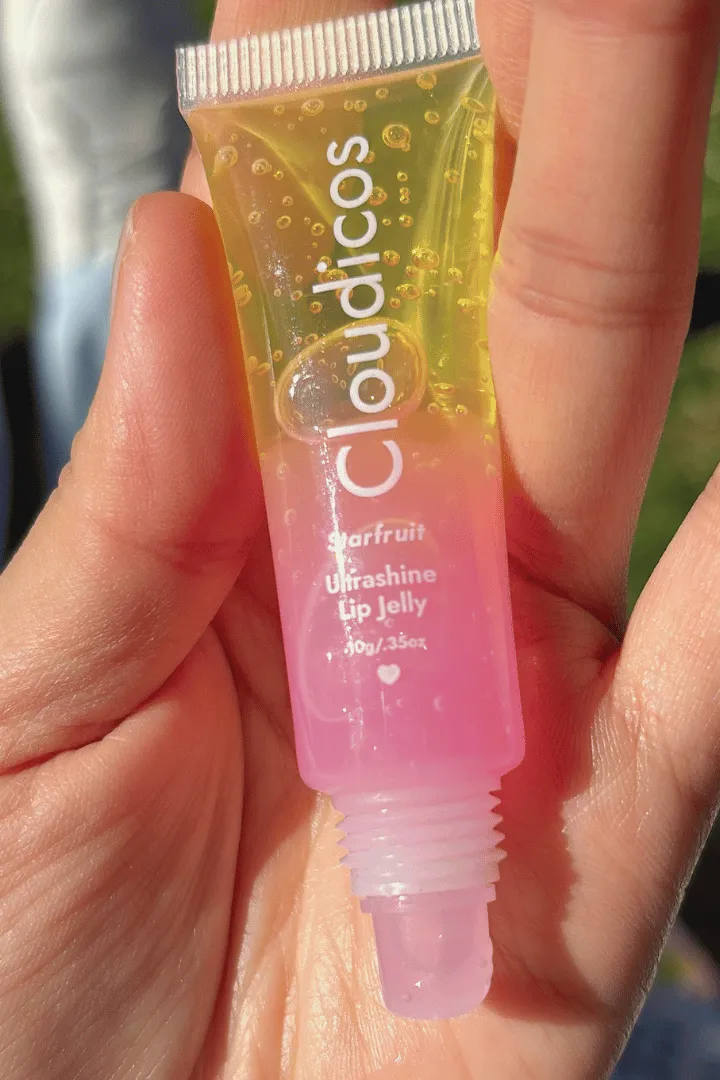 Cloudicos
Starfruit
Ultrashine
Lip Jelly
10g/.35oz